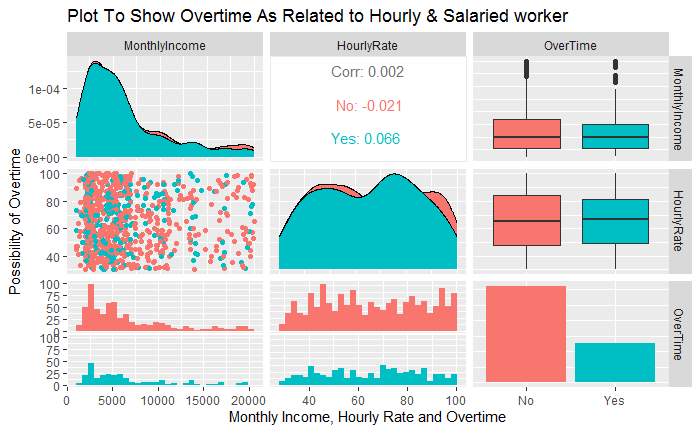 Plot To Show Overtime As Related to Hourly & Salaried worker
MonthlyIncome
HourlyRate
OverTime
1e-04
5e-05
0e+00
Corr: 0.002
No: -0.021
Yes: 0.066
MonthlyIncome
100
80
60
40
HourlyRate
100
75
50
25
0
100
75
50
25
0
OverTime
Possibility of Overtime
0
5000
10000
15000
20000
40
60
80
100
No
Yes
Monthly Income, Hourly Rate and Overtime